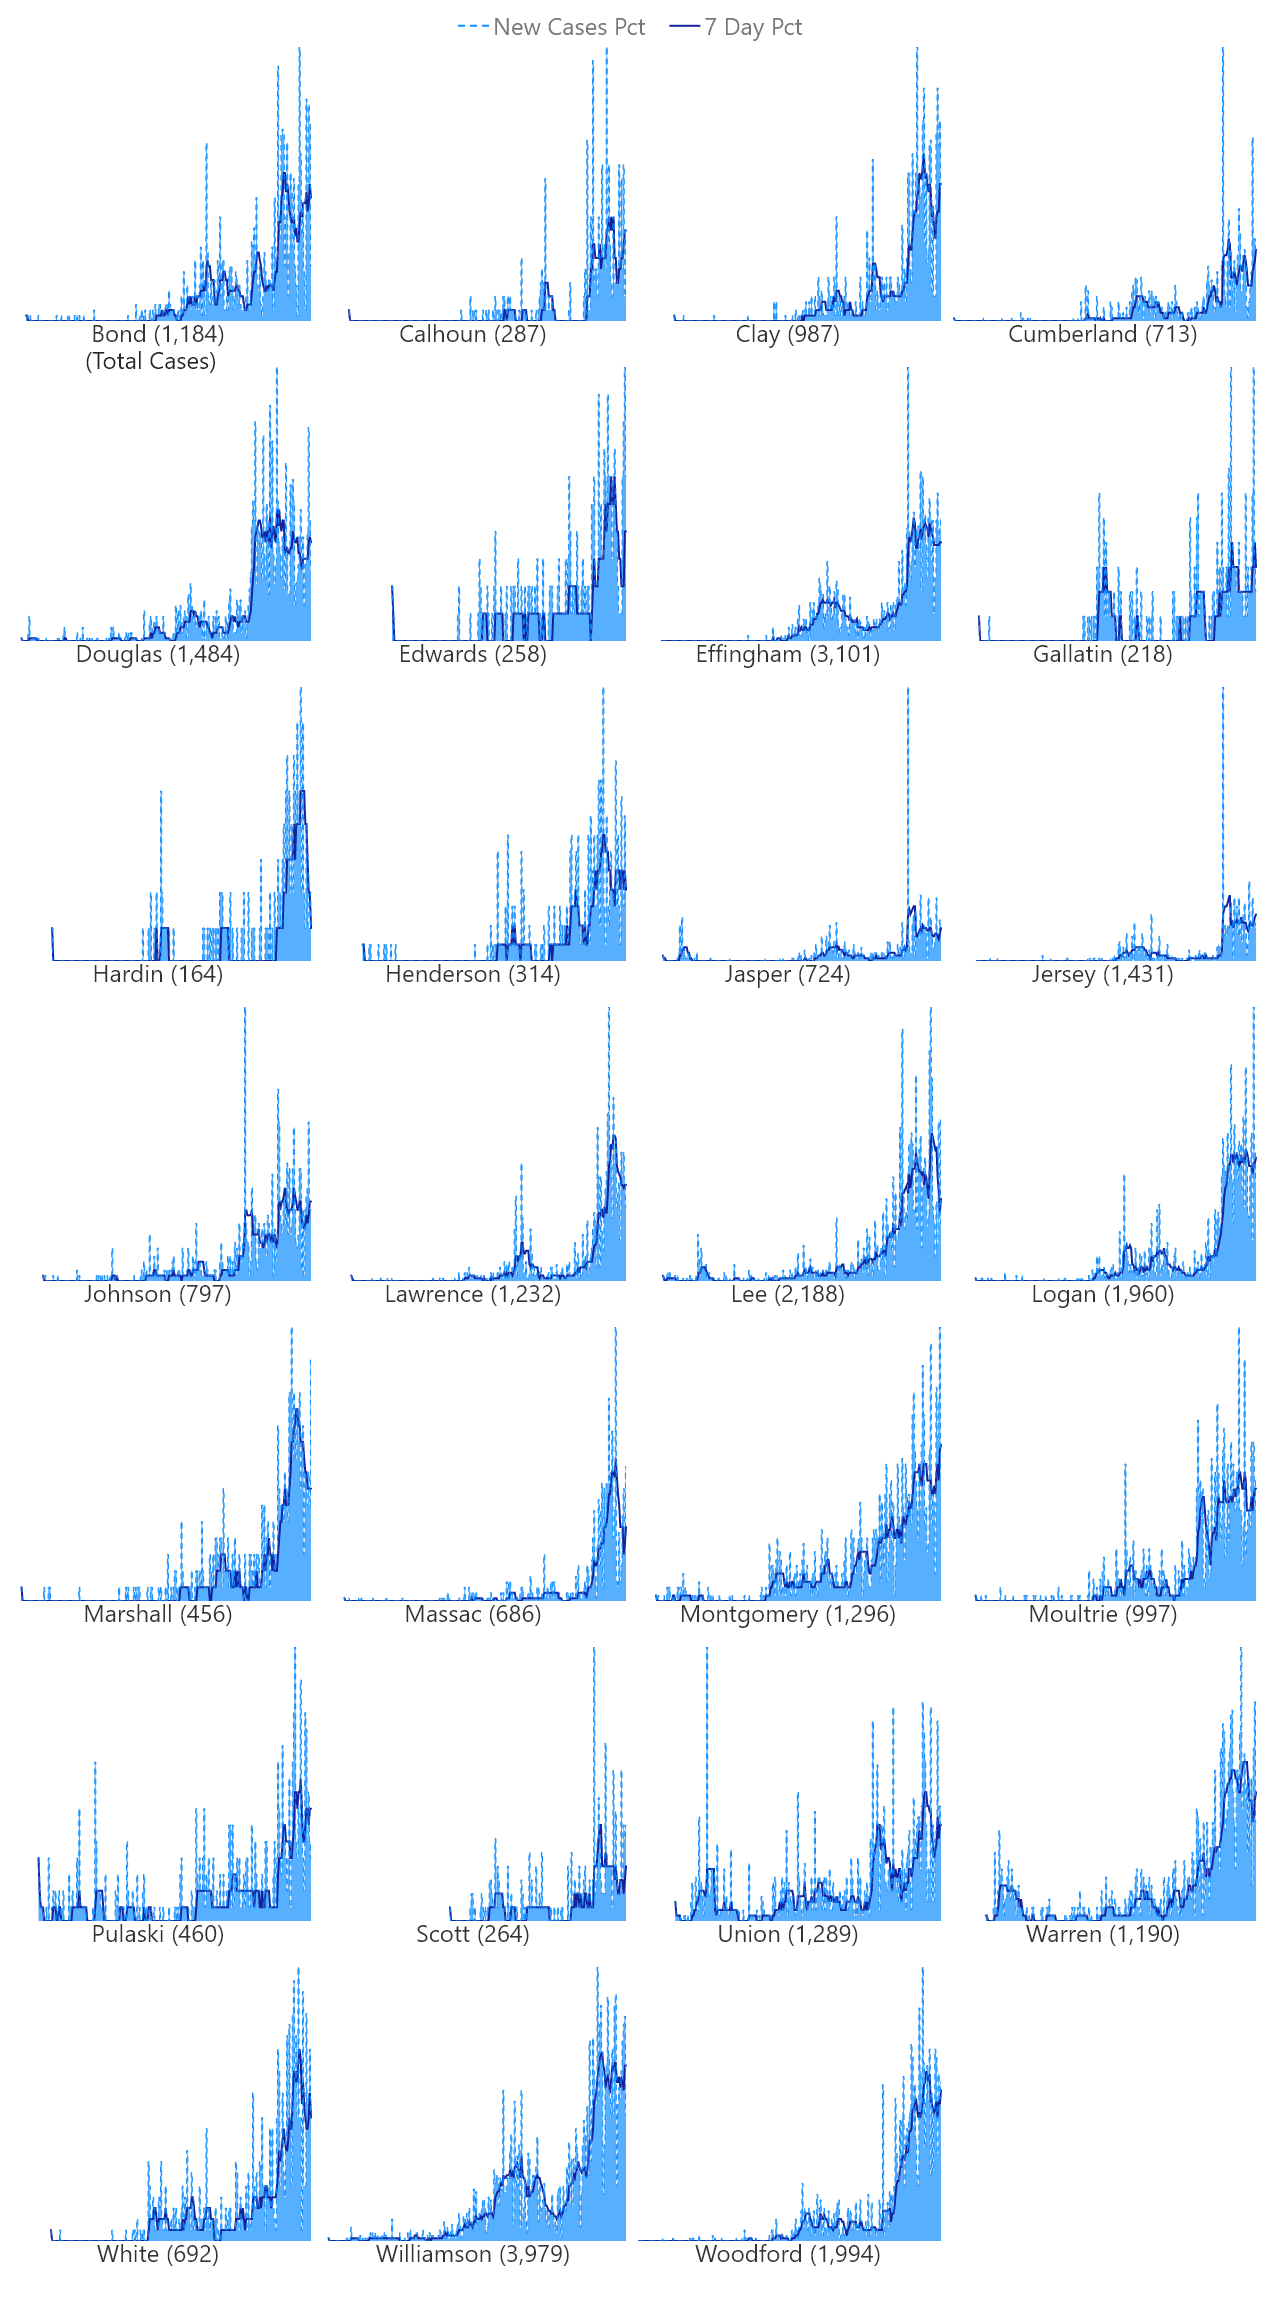 New Cases Pct 7 Day Pct
Bond (1,184) Calhoun (287) Clay (987) Cumberland (713)
(Total Cases)
Douglas (1,484) Edwards (258) Effingham (3,101) Gallatin (218)
Hardin (164) Henderson (314) Jasper (724) Jersey (1,431)
Johnson (797) Lawrence (1,232) Lee (2,188) Logan (1,960)
Marshall (456) Massac (686) Montgomery (1,296) Moultrie (997)
Pulaski (460) Scott (264) Union (1,289) Warren (1,190)
White (692) Williamson (3,979) Woodford (1,994)